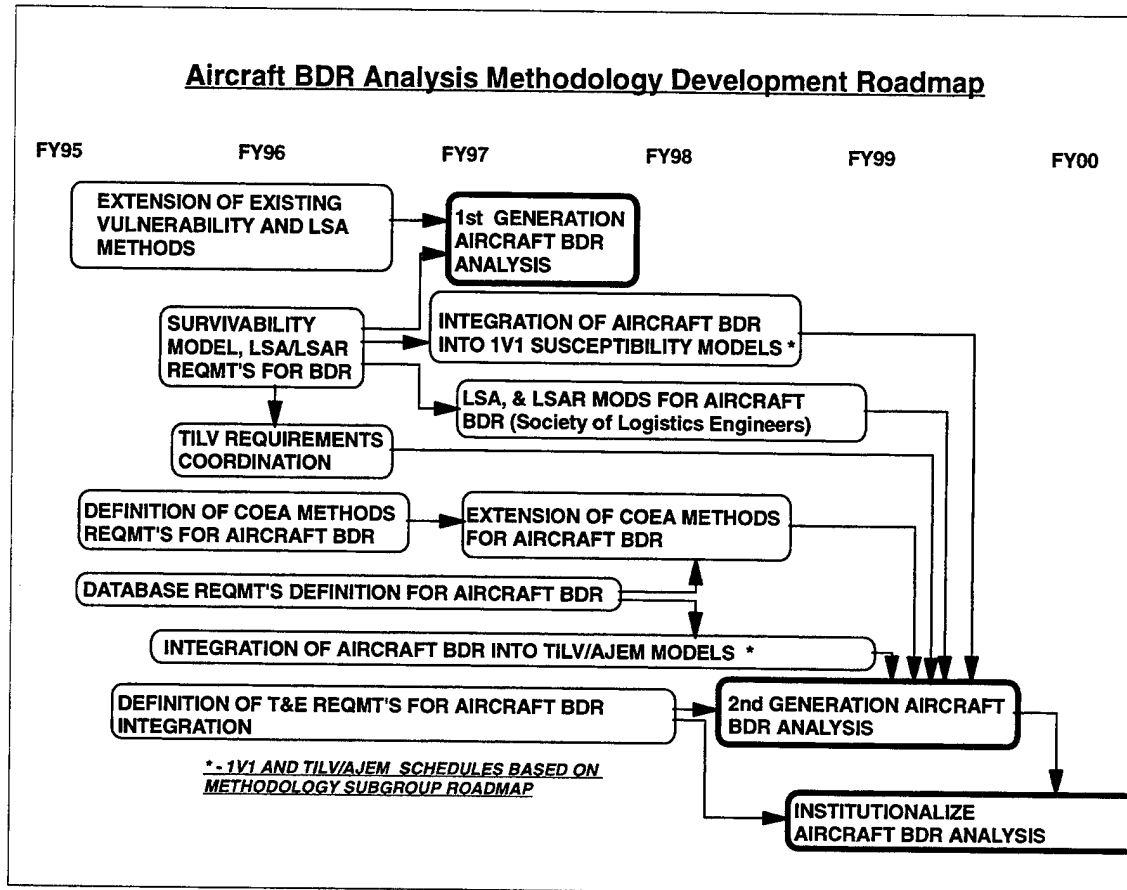 Aircraft BDR Analysis Methodology Development Roadmap
FY95 FY96 FY97 FY98 FY99 FY00
EXTENSION OF EXISTING
VULNERABILITY AND LSA
METHODS
1st GENERATION
AIRCRAFT BDR
ANALYSIS
SURVIVABILITY
MODEL, LSA/LSAR
REQMT'S FOR BDR
INTEGRATION OF AIRCRAFT BDR
INTO 1V1 SUSCEPTIBILITY MODELS *
LSA, & LSAR MODS FOR AIRCRAFT
BDR (Society of Logistics Engineers)
TILV REQUIREMENTS
COORDINATION
DEFINITION OF COEA METHODS
REQMT'S FOR AIRCRAFT BDR
EXTENSION OF COEA METHODS
FOR AIRCRAFT BDR
DATABASE REQMT'S DEFINITION FOR AIRCRAFT BDR
INTEGRATION OF AIRCRAFT BDR INTO TILV/AJEM MODELS *
DEFINITION OF T&E REQMT'S FOR AIRCRAFT BDR
INTEGRATION
2nd GENERATION AIRCRAFT
BDR ANALYSIS
* - 1V1 AND TILV/AJEM SCHEDULES BASED ON
METHODOLOGY SUBGROUP ROADMAP
INSTITUTIONALIZE
AIRCRAFT BDR ANALYSIS